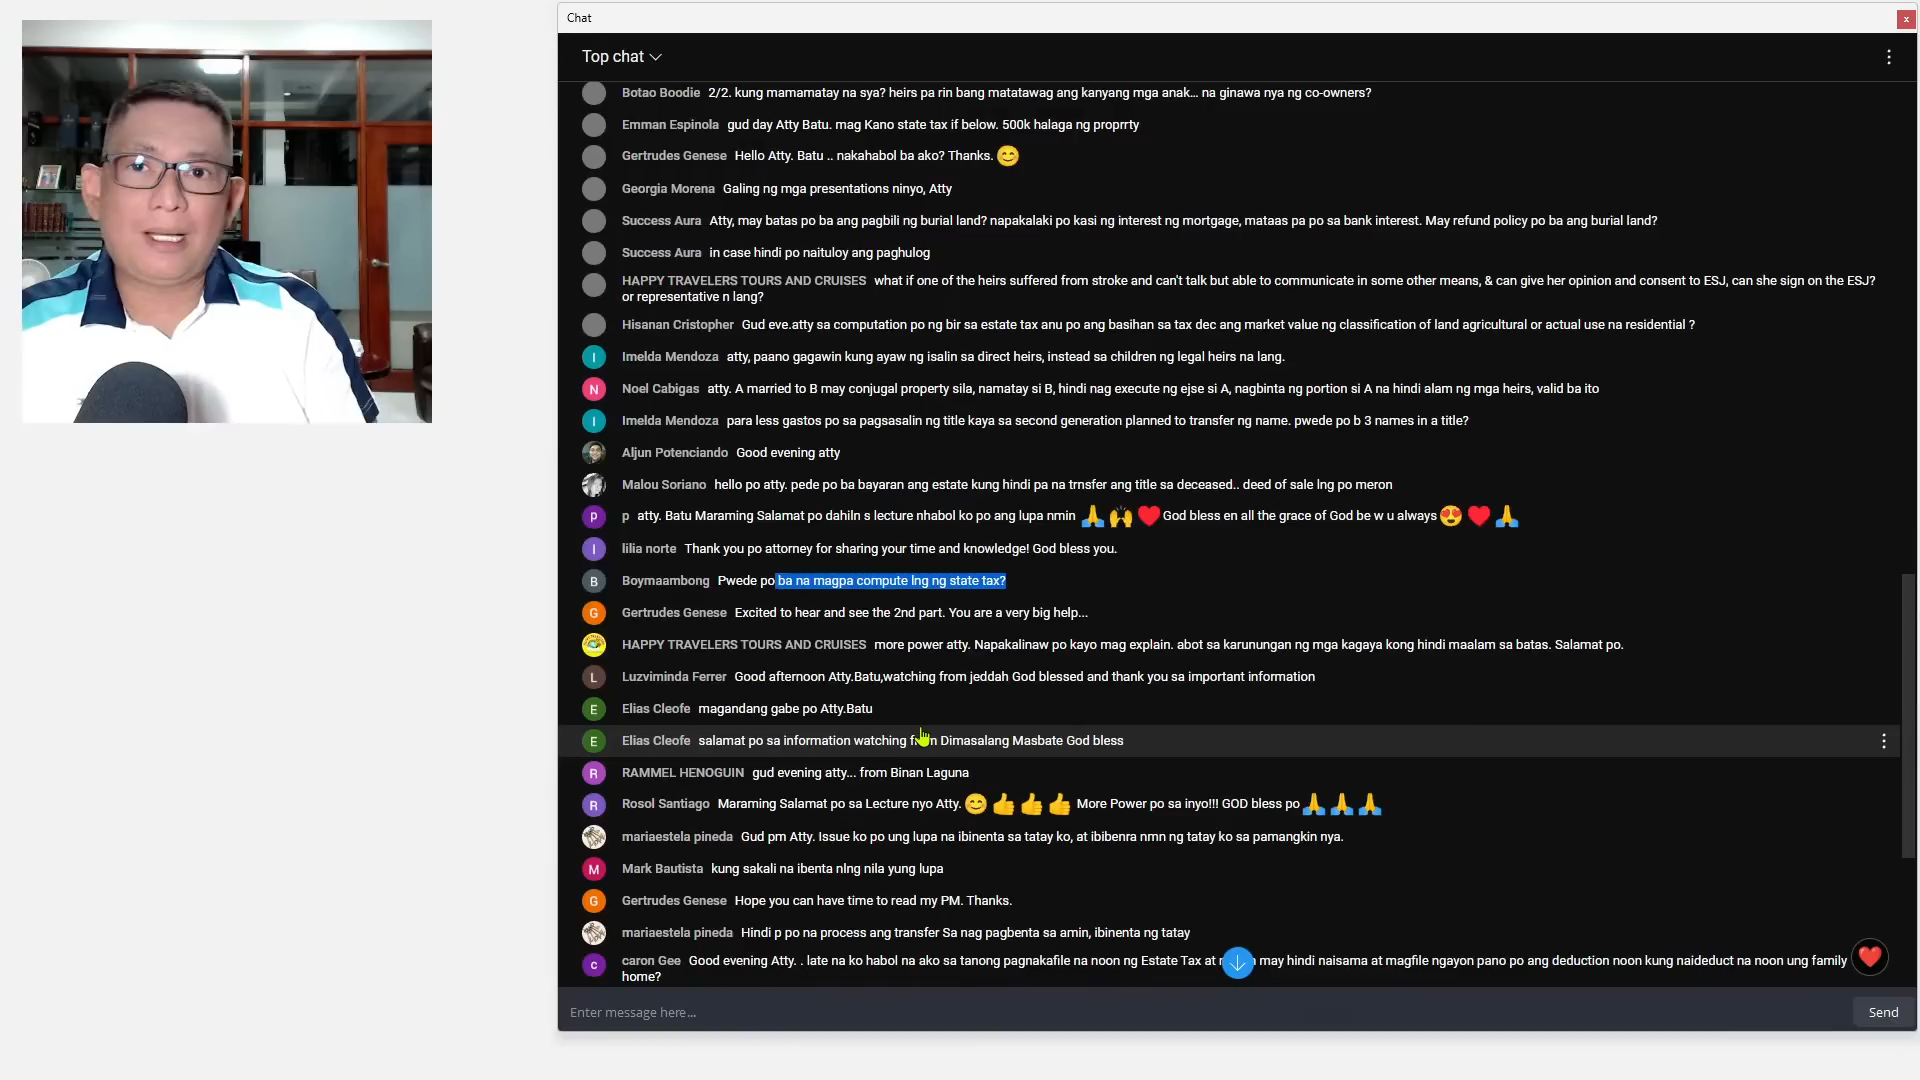 Chat
x
Top chat
Botao Boodie 2/2. kung mamamatay na sya? heirs pa rin bang matatawag ang kanyang mga anak... na ginawa nya ng co-owners?
Emman Espinola gud day Atty Batu. mag Kano state tax if below. 500k halaga ng proprrty
Gertrudes Genese Hello Atty. Batu .. nakahabol ba ako? Thanks. 😊
Georgia Morena Galing ng mga presentations ninyo, Atty
Success Aura Atty, may batas po ba ang pagbili ng burial land? napakalaki po kasi ng interest ng mortgage, mataas pa po sa bank interest. May refund policy po ba ang burial land?
Success Aura in case hindi po naituloy ang paghulog
HAPPY TRAVELERS TOURS AND CRUISES what if one of the heirs suffered from stroke and can't talk but able to communicate in some other means, & can give her opinion and consent to ESJ, can she sign on the ESJ?
or representative n lang?
Hisanan Cristopher Gud eve.atty sa computation po ng bir sa estate tax anu po ang basihan sa tax dec ang market value ng classification of land agricultural or actual use na residential ?
I Imelda Mendoza atty, paano gagawin kung ayaw ng isalin sa direct heirs, instead sa children ng legal heirs na lang.
N Noel Cabigas atty. A married to B may conjugal property sila, namatay si B, hindi nag execute ng ejse si A, nagbinta ng portion si A na hindi alam ng mga heirs, valid ba ito
I Imelda Mendoza para less gastos po sa pagsasalin ng title kaya sa second generation planned to transfer ng name. pwede po b 3 names in a title?
Aljun Potenciando Good evening atty
Malou Soriano hello po atty. pede po ba bayaran ang estate kung hindi pa na trnsfer ang title sa deceased.. deed of sale lng po meron
p p atty. Batu Maraming Salamat po dahiln s lecture nhabol ko po ang lupa nmin 🙏 🙌 ❤️ God bless en all the grace of God be w u always 😍 ❤️ 🙏
l lilia norte Thank you po attorney for sharing your time and knowledge! God bless you.
B Boymaambong Pwede po ba na magpa compute lng ng state tax?
G Gertrudes Genese Excited to hear and see the 2nd part. You are a very big help...
HAPPY TRAVELERS TOURS AND CRUISES more power atty. Napakalinaw po kayo mag explain. abot sa karunungan ng mga kagaya kong hindi maalam sa batas. Salamat po.
L Luzviminda Ferrer Good afternoon Atty.Batu,watching from jeddah God blessed and thank you sa important information
E Elias Cleofe magandang gabe po Atty.Batu
E Elias Cleofe salamat po sa information watching from Dimasalang Masbate God bless
R RAMMEL HENOGUIN gud evening atty... from Binan Laguna
R Rosol Santiago Maraming Salamat po sa Lecture nyo Atty. 😊 👍 👍 👍 More Power po sa inyo!!! GOD bless po 🙏 🙏 🙏
mariaestela pineda Gud pm Atty. Issue ko po ung lupa na ibinenta sa tatay ko, at ibibenra nmn ng tatay ko sa pamangkin nya.
M Mark Bautista kung sakali na ibenta nlng nila yung lupa
G Gertrudes Genese Hope you can have time to read my PM. Thanks.
mariaestela pineda Hindi p po na process ang transfer Sa nag pagbenta sa amin, ibinenta ng tatay
c caron Gee Good evening Atty. . late na ko habol na ako sa tanong pagnakafile na noon ng Estate Tax at may hindi naisama at magfile ngayon pano po ang deduction noon kung naideduct na noon ung family
home?
Enter message here...
Send